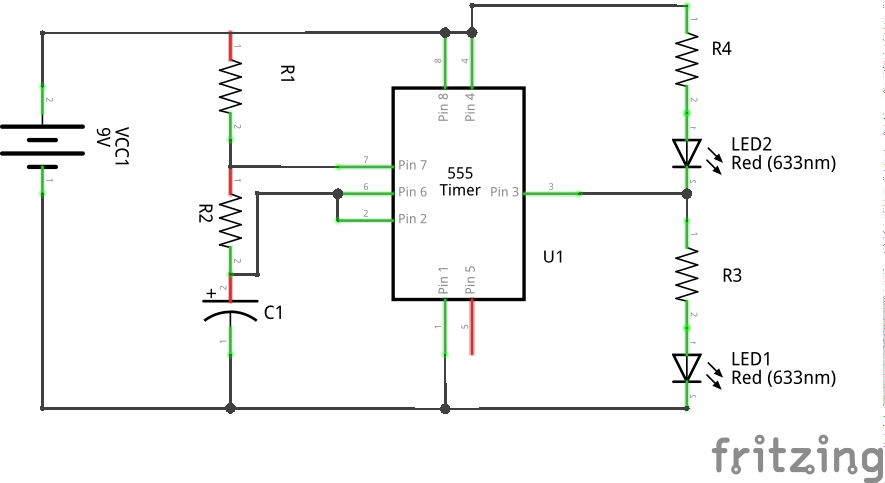 1
R4
8
4
1
R1
2
2
Pin 8
Pin 4
VCC1
9V
2
1
LED2
Red (633nm)
7
Pin 7
555
Timer
1
6
Pin 6
Pin 3
3
R2
2
Pin 2
1
2
U1
R3
2
Pin 1
Pin 5
+
C1
2
1
5
1
LED1
Red (633nm)
fritzing